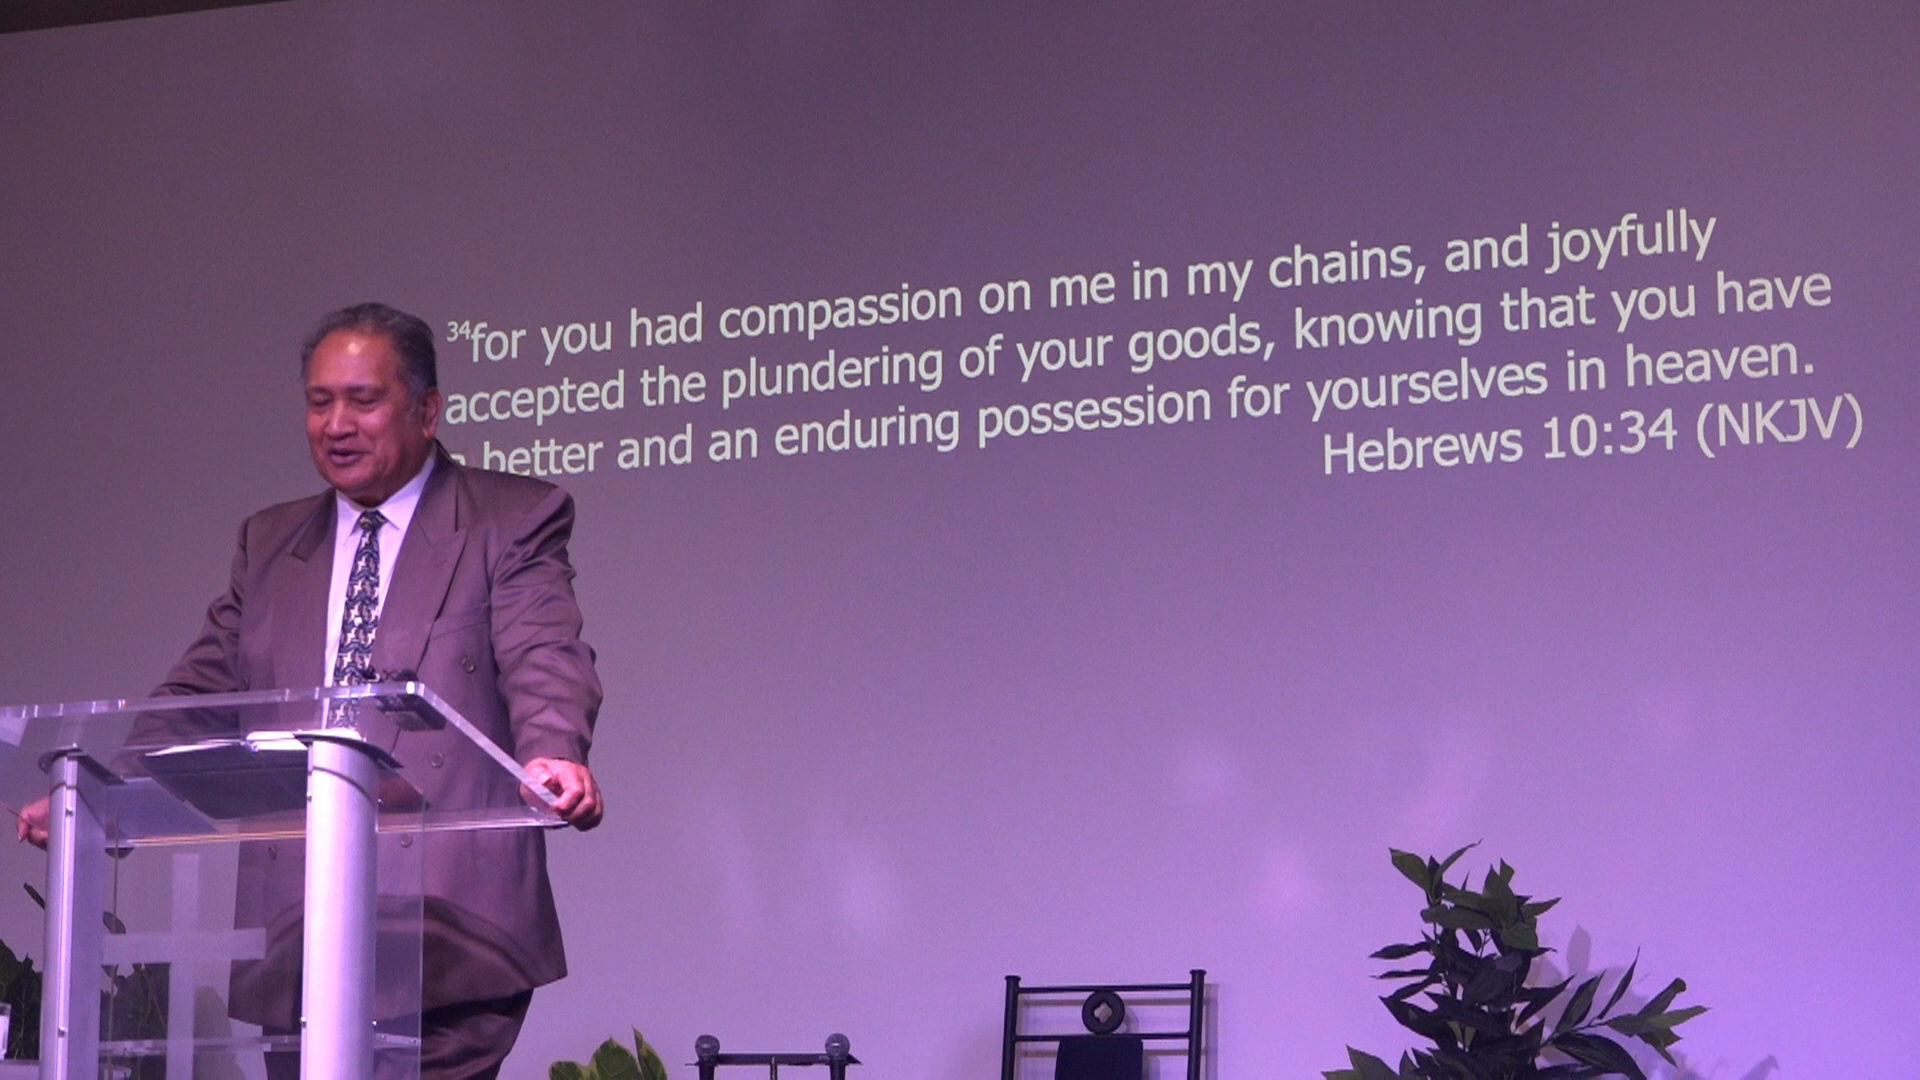 ³⁴for you had compassion on me in my chains, and joyfully
accepted the plundering of your goods, knowing that you have
a better and an enduring possession for yourselves in heaven.
Hebrews 10:34 (NKJV)